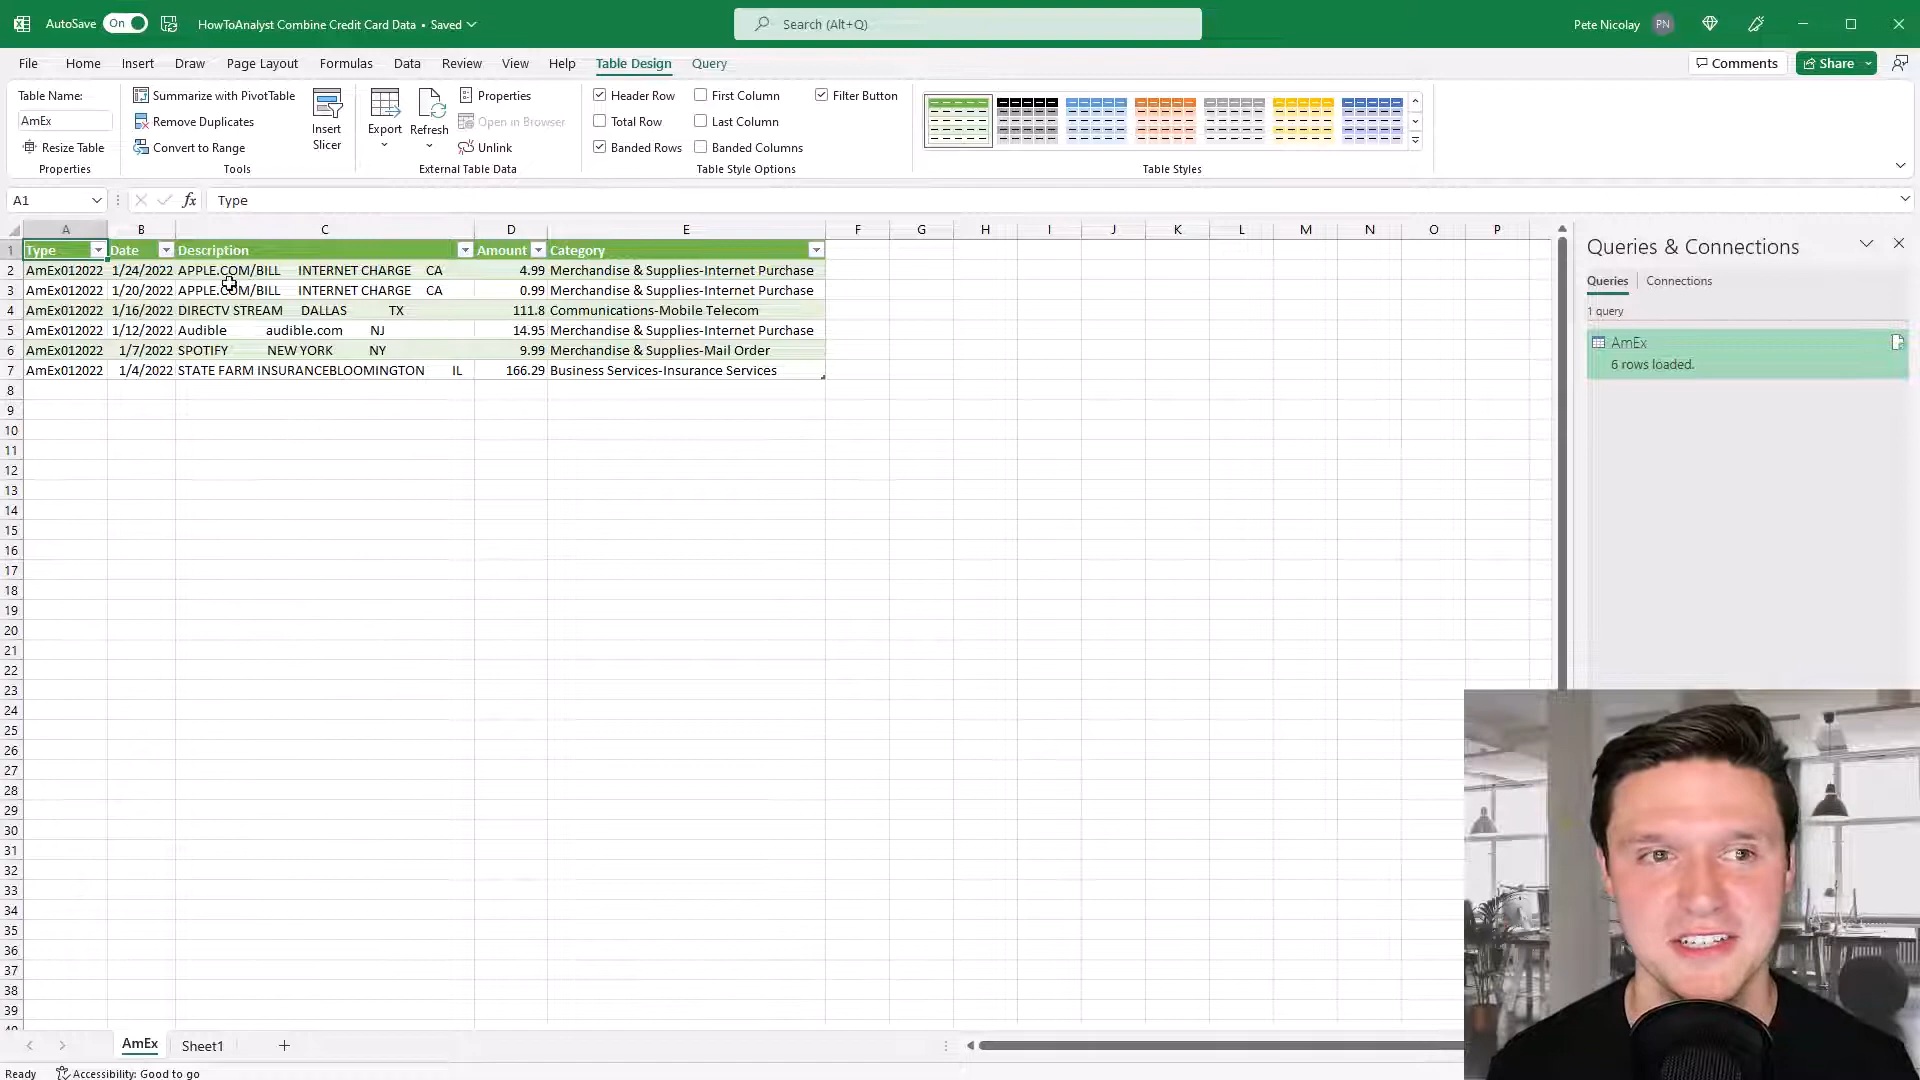 AutoSave On HowToAnalyst Combine Credit Card Data • Saved Search (Alt+Q) Pete Nicolay PN
File Home Insert Draw Page Layout Formulas Data Review View Help Table Design Query Comments Share
Table Name:
AmEx
Resize Table
Properties
Summarize with PivotTable
Remove Duplicates
Convert to Range
Tools
Insert
Slicer
Export
Refresh
Properties
Open in Browser
Unlink
External Table Data
Header Row First Column Filter Button
Total Row Last Column
Banded Rows Banded Columns
Table Style Options
Table Styles
A1 fx Type
A B C D E F G H I J K L M N O P
1 Type Date Description Amount Category
2 AmEx012022 1/24/2022 APPLE.COM/BILL INTERNET CHARGE CA 4.99 Merchandise & Supplies-Internet Purchase
3 AmEx012022 1/20/2022 APPLE.COM/BILL INTERNET CHARGE CA 0.99 Merchandise & Supplies-Internet Purchase
4 AmEx012022 1/16/2022 DIRECTV STREAM DALLAS TX 111.8 Communications-Mobile Telecom
5 AmEx012022 1/12/2022 Audible audible.com NJ 14.95 Merchandise & Supplies-Internet Purchase
6 AmEx012022 1/7/2022 SPOTIFY NEW YORK NY 9.99 Merchandise & Supplies-Mail Order
7 AmEx012022 1/4/2022 STATE FARM INSURANCEBLOOMINGTON IL 166.29 Business Services-Insurance Services
8
9
10
11
12
13
14
15
16
17
18
19
20
21
22
23
24
25
26
27
28
29
30
31
32
33
34
35
36
37
38
39
Queries & Connections
Queries Connections
1 query
AmEx
6 rows loaded.
AmEx Sheet1
Ready Accessibility: Good to go